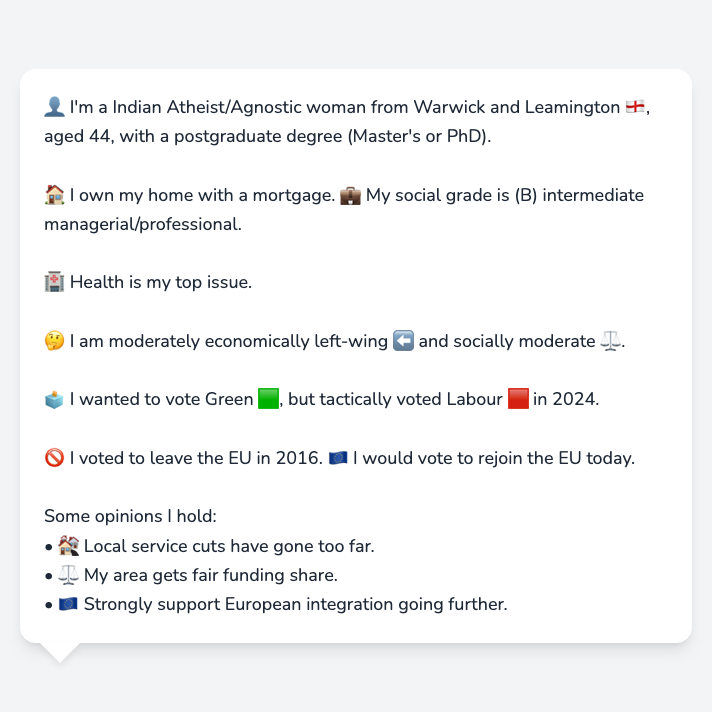 👤 I'm a Indian Atheist/Agnostic woman from Warwick and Leamington 🏴󠁧󠁢󠁥󠁮󠁧󠁿,
aged 44, with a postgraduate degree (Master's or PhD).
🏠 I own my home with a mortgage. 💼 My social grade is (B) intermediate
managerial/professional.
🏥 Health is my top issue.
🤔 I am moderately economically left-wing ⬅️ and socially moderate ⚖️.
🗳️ I wanted to vote Green 🟩, but tactically voted Labour 🟥 in 2024.
🚫 I voted to leave the EU in 2016. 🇪🇺 I would vote to rejoin the EU today.
Some opinions I hold:
• 🏚️ Local service cuts have gone too far.
• ⚖️ My area gets fair funding share.
• 🇪🇺 Strongly support European integration going further.